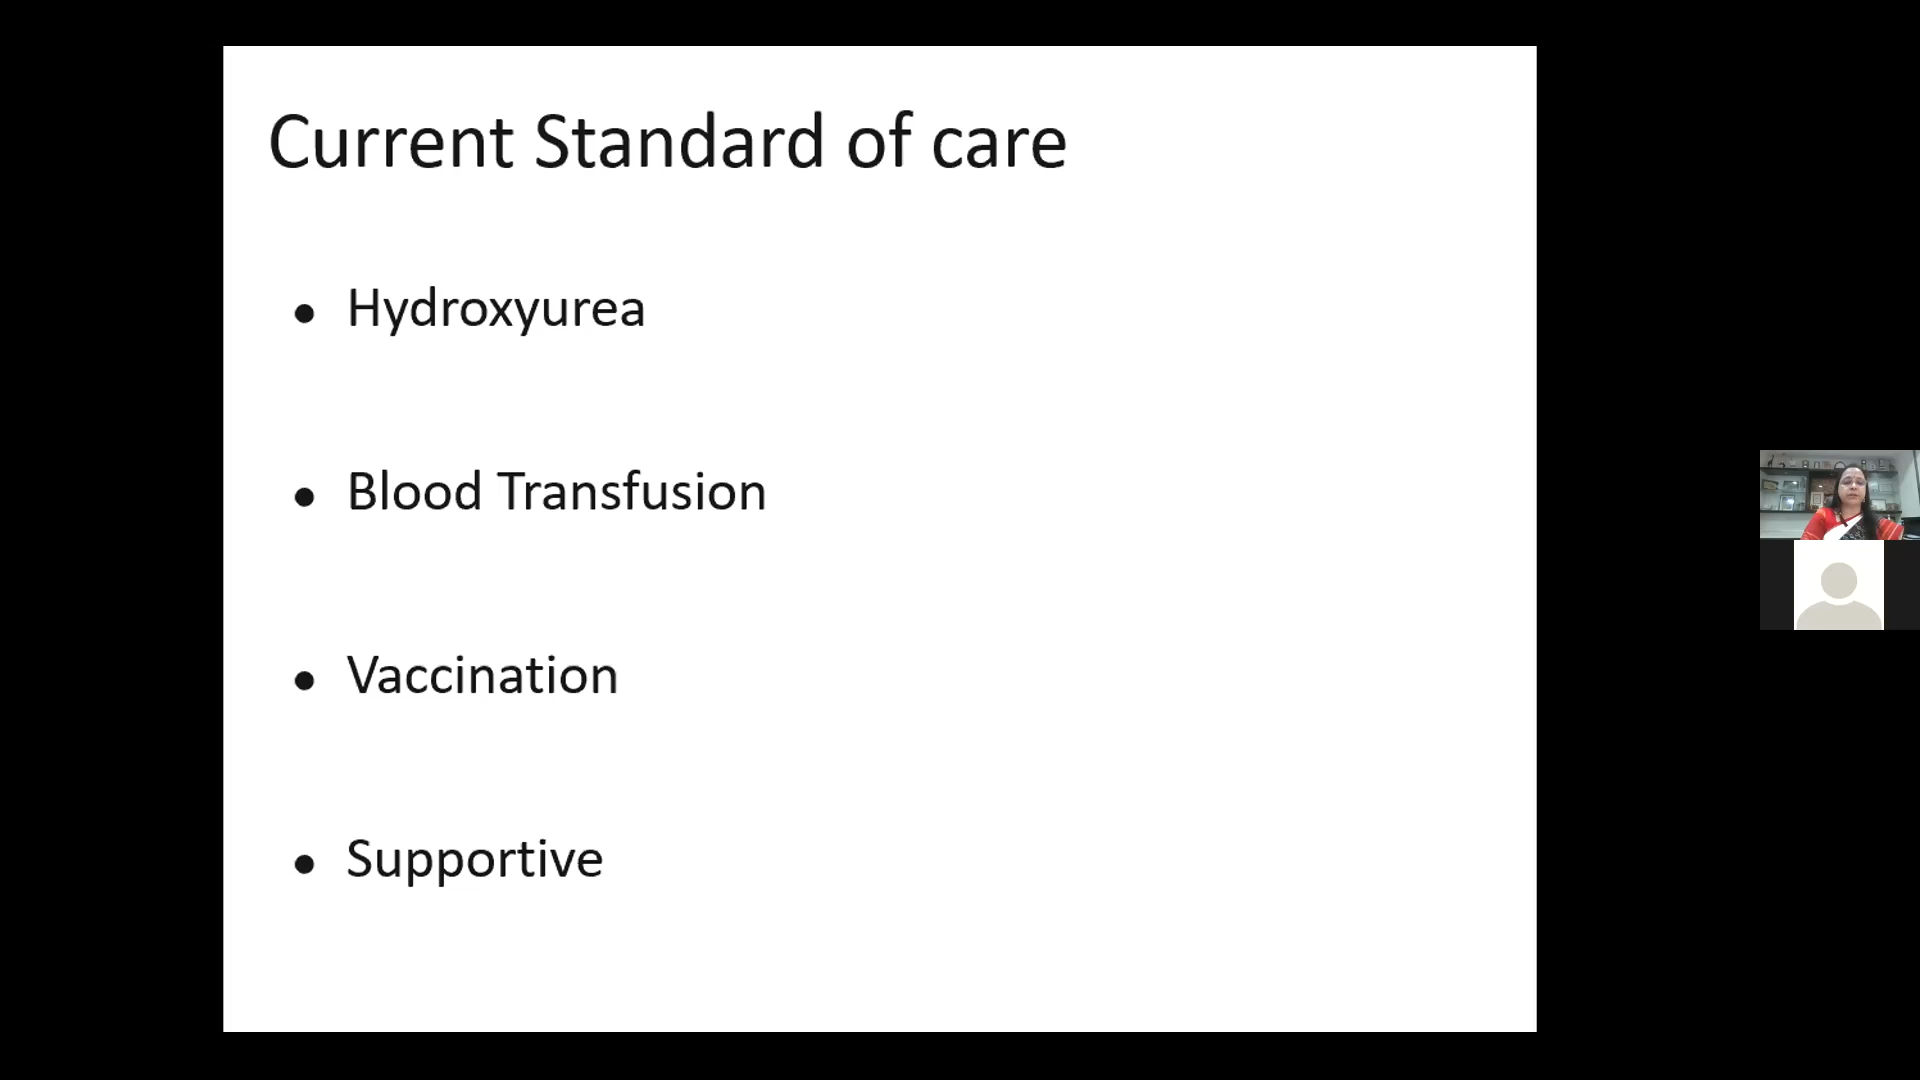 Current Standard of care
• Hydroxyurea
• Blood Transfusion
• Vaccination
• Supportive